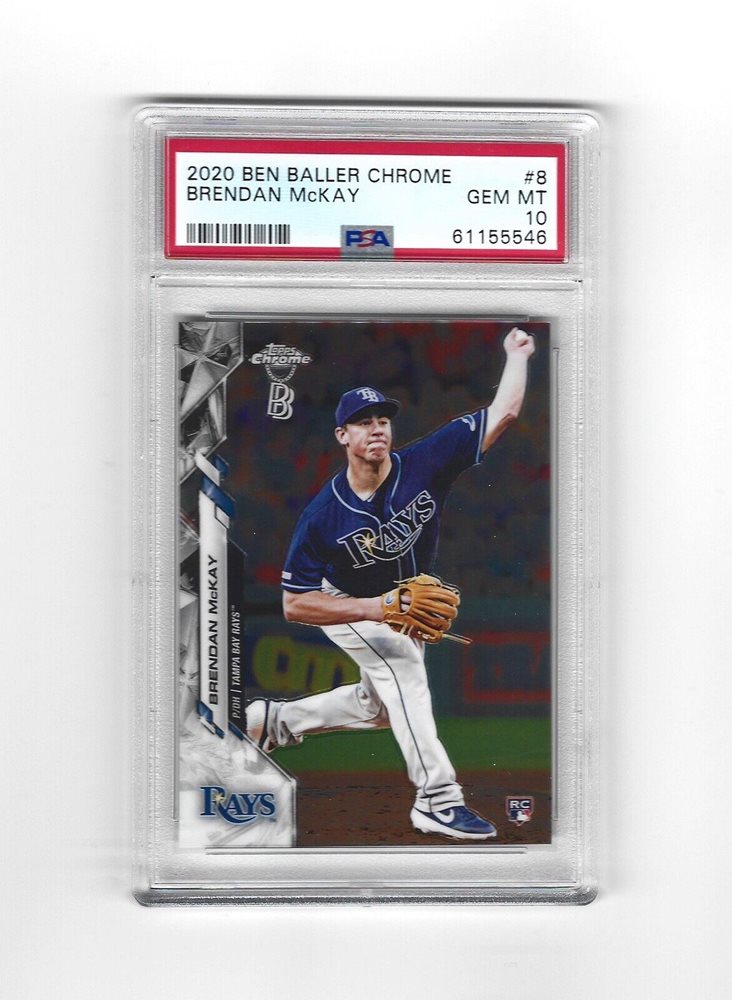 2020 BEN BALLER CHROME #8
BRENDAN McKAY GEM MT
10
PSA 61155546
Topps
Chrome
B
TB
RAYS
BRENDAN McKAY
P/DH | TAMPA BAY RAYS™
RAYS
RC